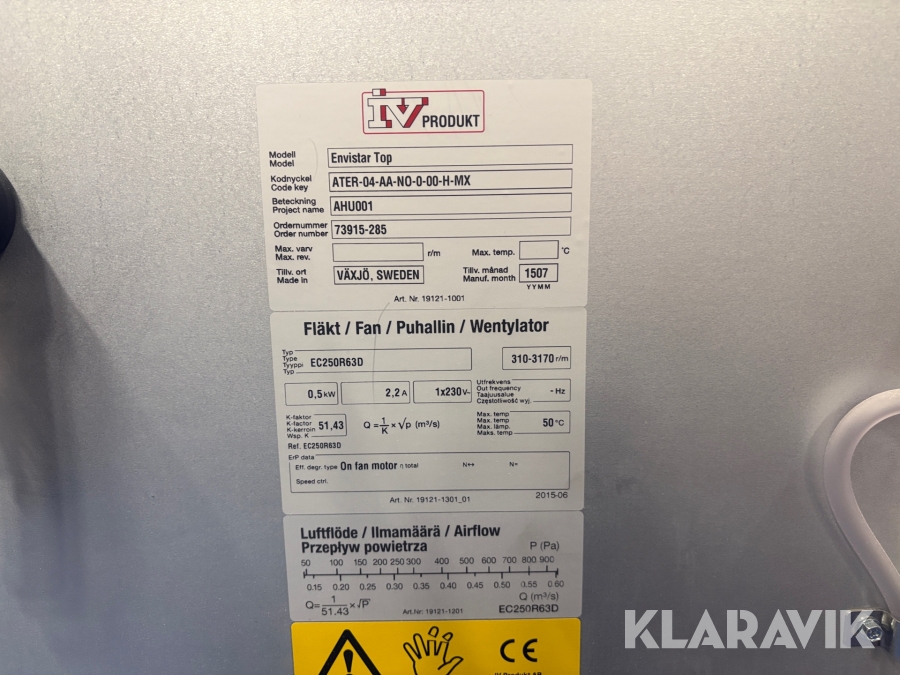 IV PRODUKT
Modell
Model
Envistar Top
Kodnyckel
Code key
ATER-04-AA-NO-0-00-H-MX
Beteckning
Project name
AHU001
Ordernummer
Order number
73915-285
Max. varv
Max. rev.
r/m
Max. temp.
°C
Tillv. ort
Made in
VÄXJÖ, SWEDEN
Tillv. månad
Manuf. month
1507
YYMM
Art. Nr. 19121-1001
Fläkt / Fan / Puhallin / Wentylator
Typ
Type
Tyyppi
Typ
EC250R63D
310-3170 r/m
0,5 kW
2,2 A
1x230 V~
Utfrekvens
Out frequency
Taajuusalue
Częstotliwość wyj.
- Hz
K-faktor
K-factor
K-kerroin
Wsp. K
51,43
Q = 1/K × √p (m³/s)
Max. temp
Max. temp
Max. lämp.
Maks. temp
50 °C
Ref. EC250R63D
ErP data
Eff. degr. type On fan motor η total N++ N=
Speed ctrl.
Art. Nr. 19121-1301_01
2015-06
Luftflöde / Ilmamäärä / Airflow
Przepływ powietrza
P (Pa)
50 100 150 200 250 300 400 500 600 700 800 900
0.15 0.20 0.25 0.30 0.35 0.40 0.45 0.50 0.55 0.60
Q (m³/s)
Q= 1/51.43 ×√P
Art.Nr: 19121-1201
EC250R63D
CE
IV Produkt AB
KLARAVIK